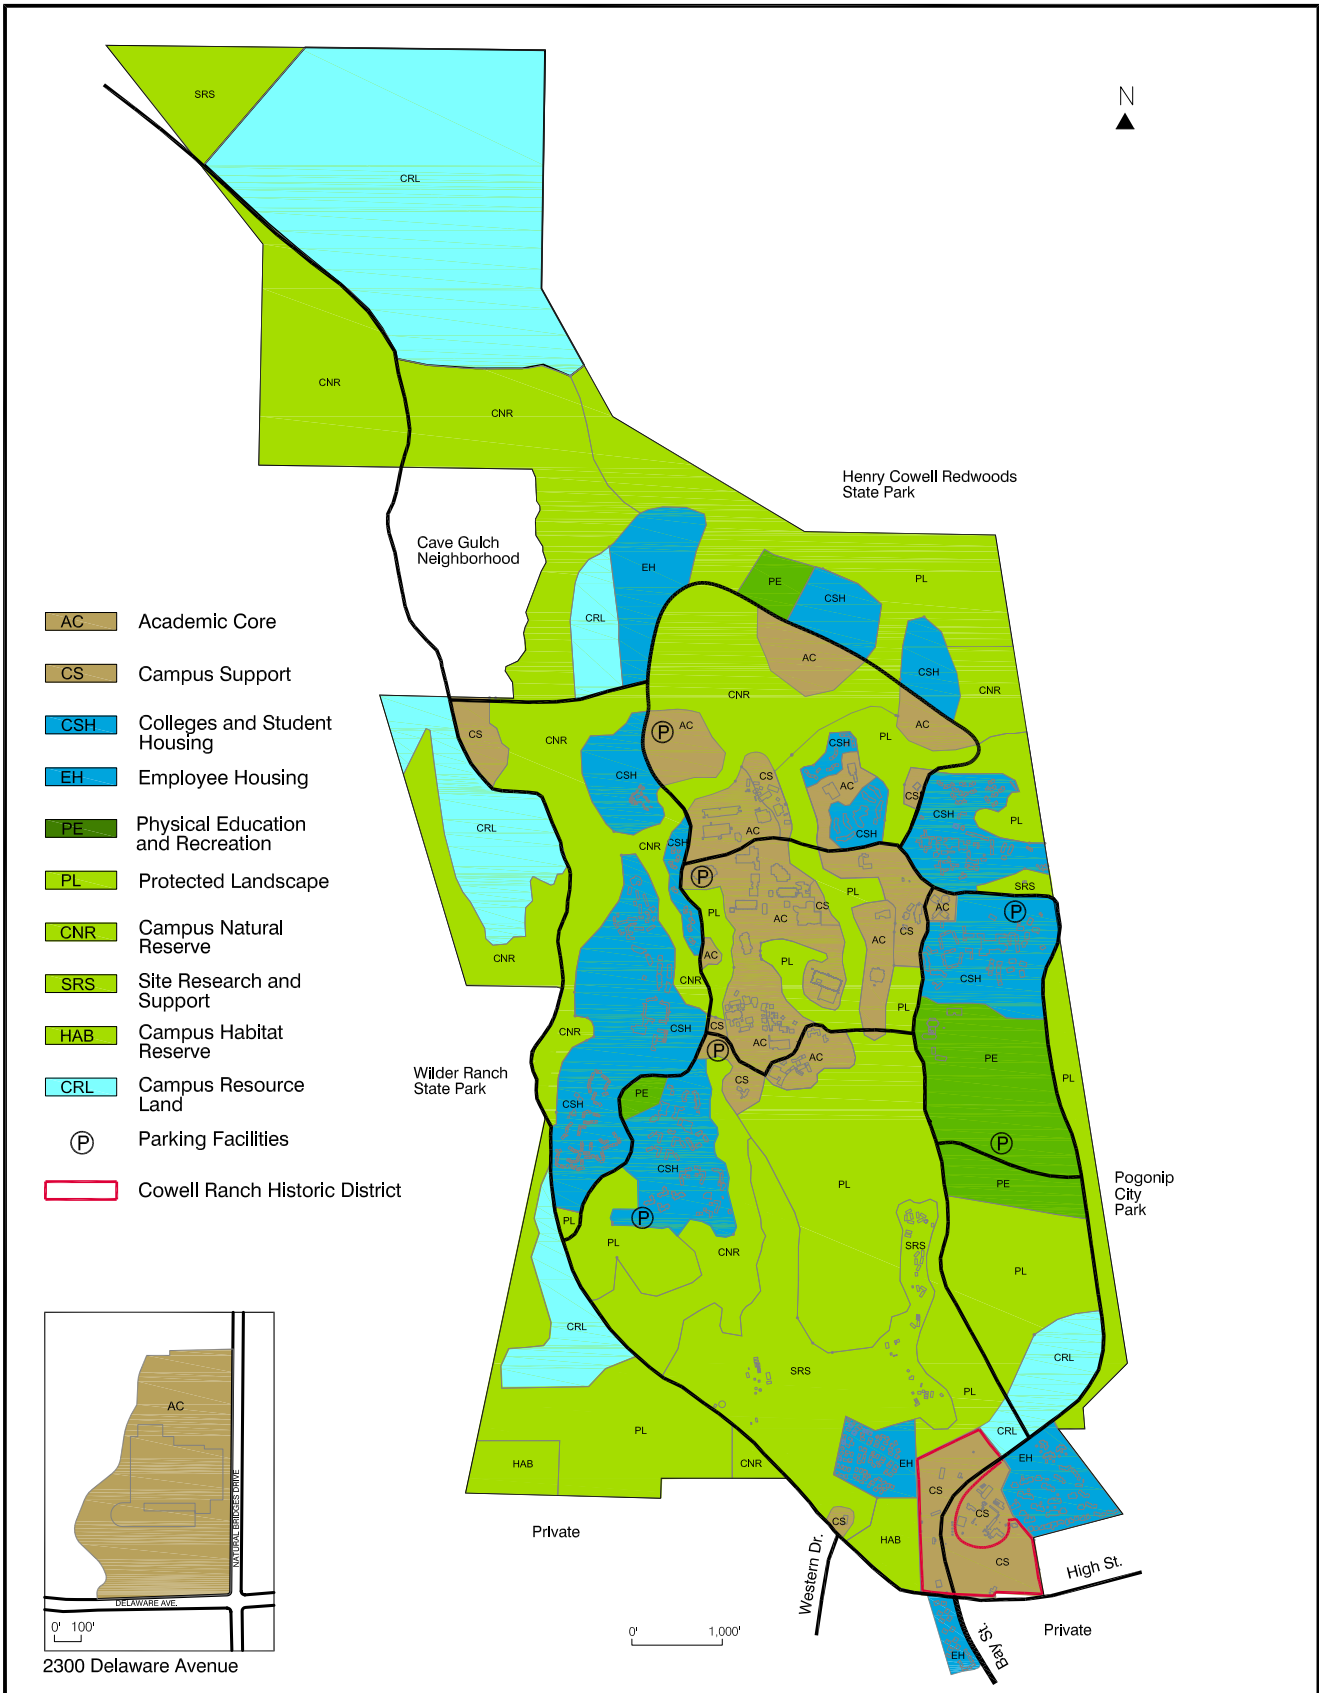 SRS
N
CRL
CNR
CNR
Henry Cowell Redwoods
State Park
Cave Gulch
Neighborhood
EH
PE
CSH
PL
CRL
AC
CSH
CNR
CNR
AC
CS
CNR
AC
PL
CSH
CSH
CS
AC
CS
CSH
PL
CRL
AC
CSH
CNR
CSH
SRS
PL
CS
AC
AC
AC
CS
PL
AC
CNR
PL
CNR
CSH
PL
CNR
CSH
CS
AC
AC
PE
PL
CS
PE
CSH
CSH
PE
PL
PL
PL
CNR
SRS
PL
CRL
CRL
SRS
PL
PL
CRL
HAB
CNR
EH
EH
CS
CS
CS
HAB
CS
EH
P
P
P
P
P
P
AC Academic Core
CS Campus Support
CSH Colleges and Student
Housing
EH Employee Housing
PE Physical Education
and Recreation
PL Protected Landscape
CNR Campus Natural
Reserve
SRS Site Research and
Support
HAB Campus Habitat
Reserve
CRL Campus Resource
Land
P Parking Facilities
Cowell Ranch Historic District
Wilder Ranch
State Park
Pogonip
City
Park
Private
Western Dr.
High St.
Bay St.
Private
0' 1,000'
AC
NATURAL BRIDGES DRIVE
DELAWARE AVE.
0' 100'
2300 Delaware Avenue